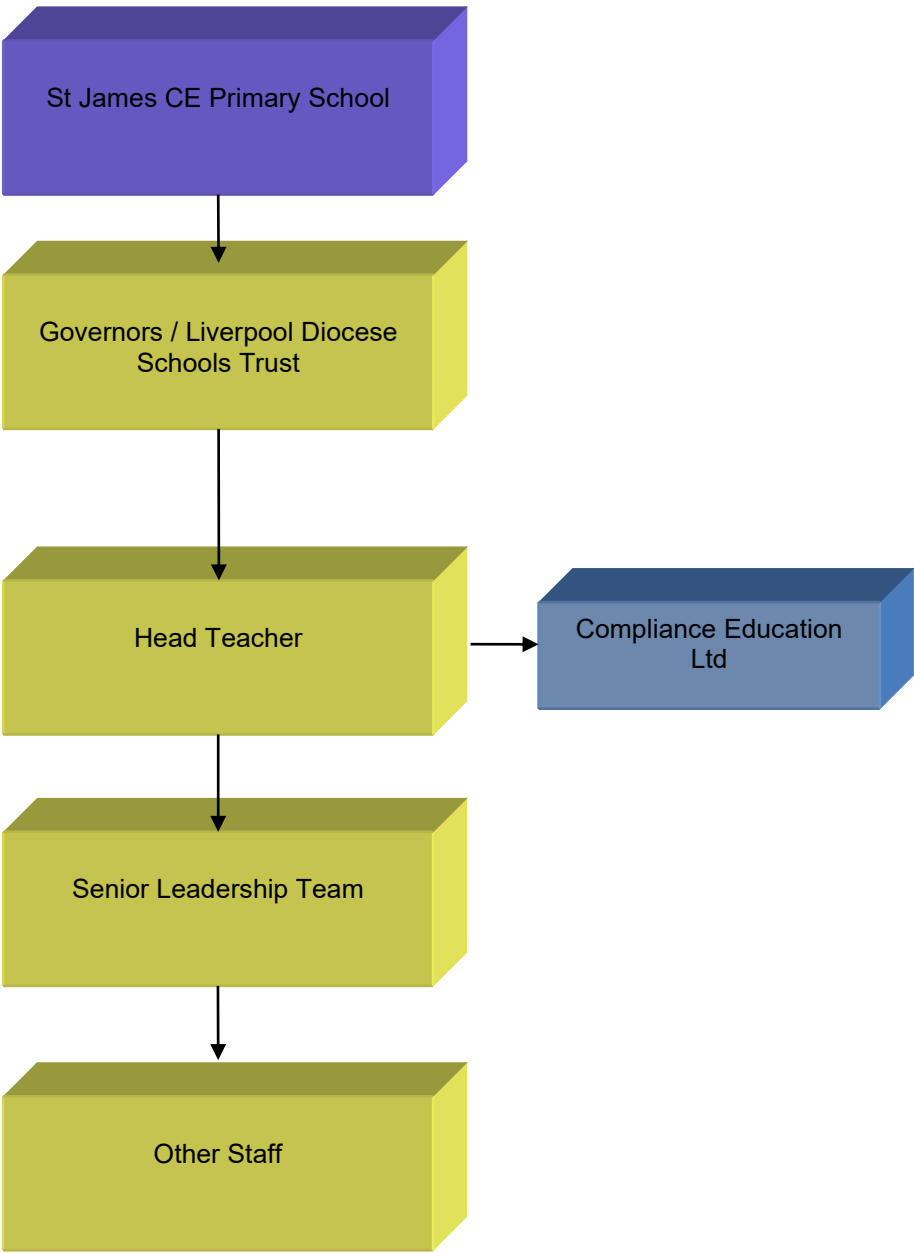 St James CE Primary School
Governors / Liverpool Diocese
Schools Trust
Head Teacher
Compliance Education
Ltd
Senior Leadership Team
Other Staff